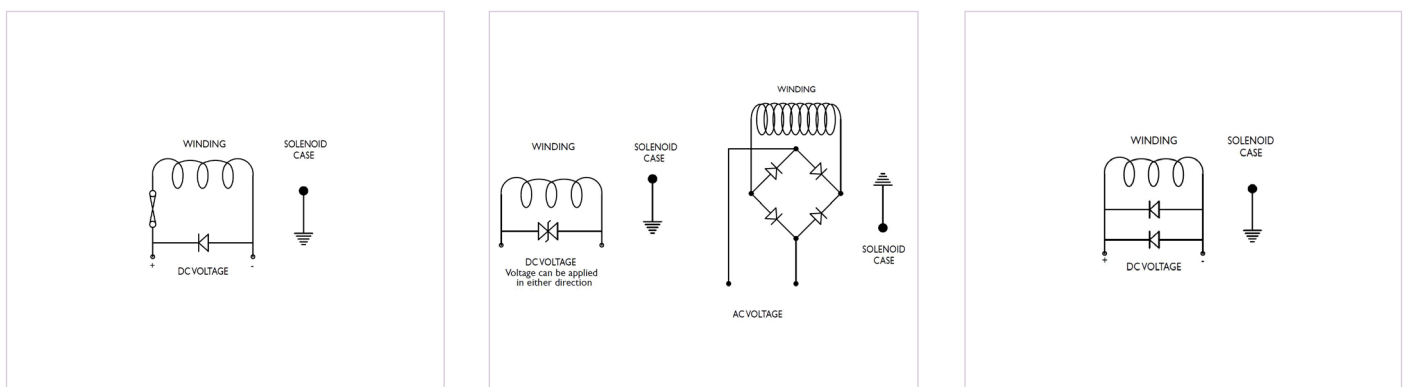 WINDING
SOLENOID
CASE
+
-
DC VOLTAGE
WINDING
SOLENOID
CASE
DC VOLTAGE
Voltage can be applied
in either direction
WINDING
SOLENOID
CASE
AC VOLTAGE
WINDING
SOLENOID
CASE
+
-
DC VOLTAGE